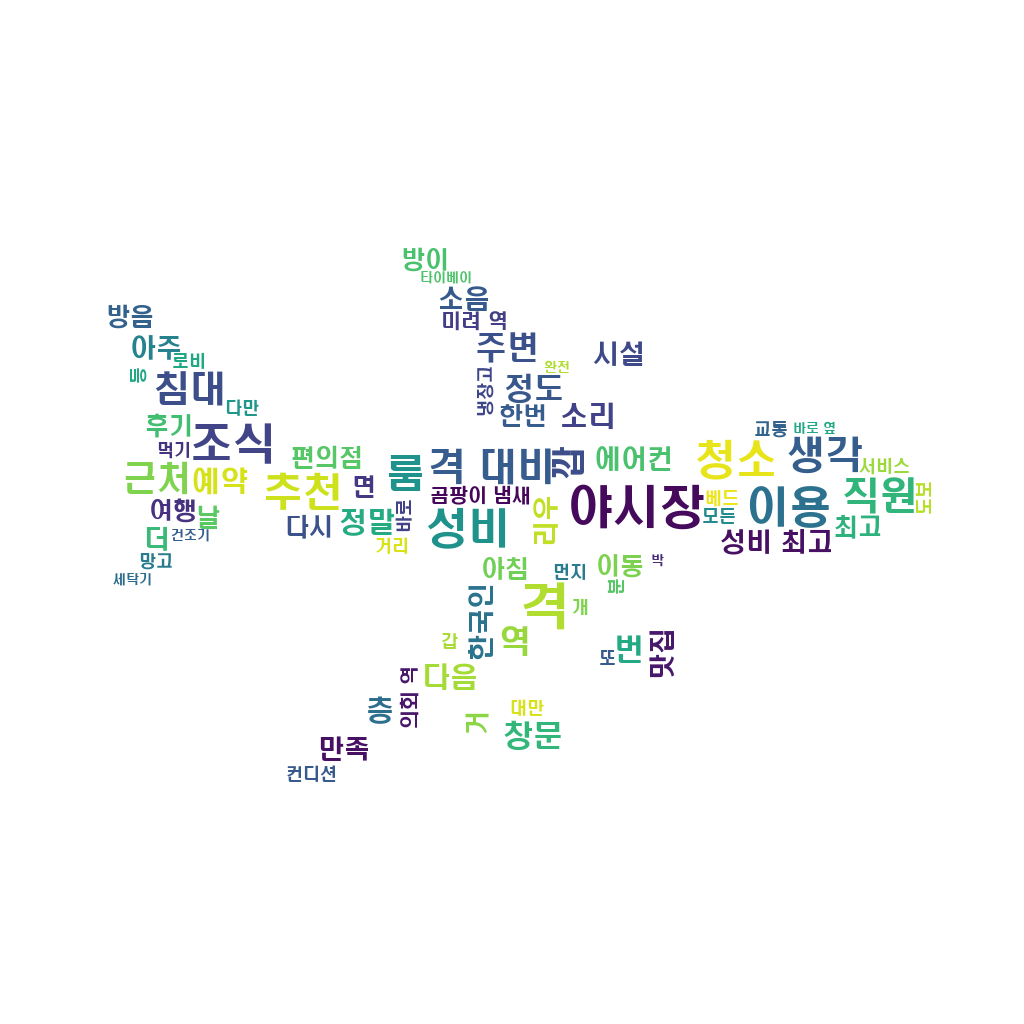 방이
타이베이
소음
미려 역
방음
주변
시설
아주
로비
완전
등
침대
냉장고
정도
다만
한번
소리
후기
조식
교통
바로 옆
먹기
편의점
룸
격 대비
깝
에어컨
청소
생각
서비스
근처
예약
추천
면
곰팡이 냄새
야시장
베드
이용
직원
여행
날
다시
정말
바로
성비
리우
모든
최고
더
건조기
거리
성비 최고
망고
아침
먼지
이동
박
세탁기
한국인
격
개
문
갑
역
또
번
맛집
의회 역
다음
층
거
대만
창문
만족
컨디션